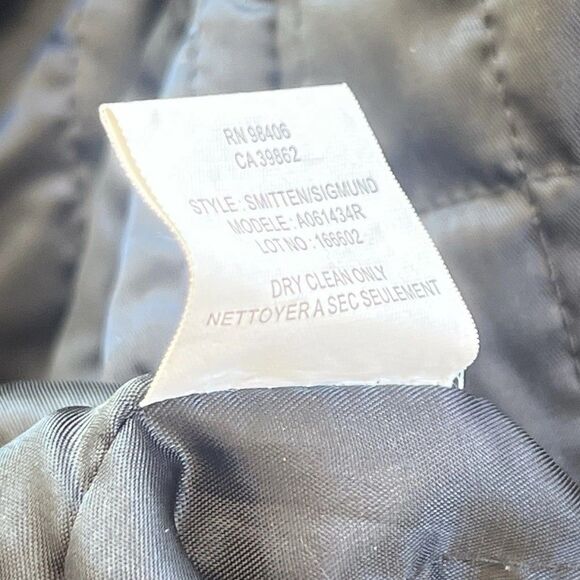 RN 98406
CA 39862
STYLE : SMITTEN/SIGMUND
MODELE : A061434R
LOT NO : 166602
DRY CLEAN ONLY
NETTOYER A SEC SEULEMENT